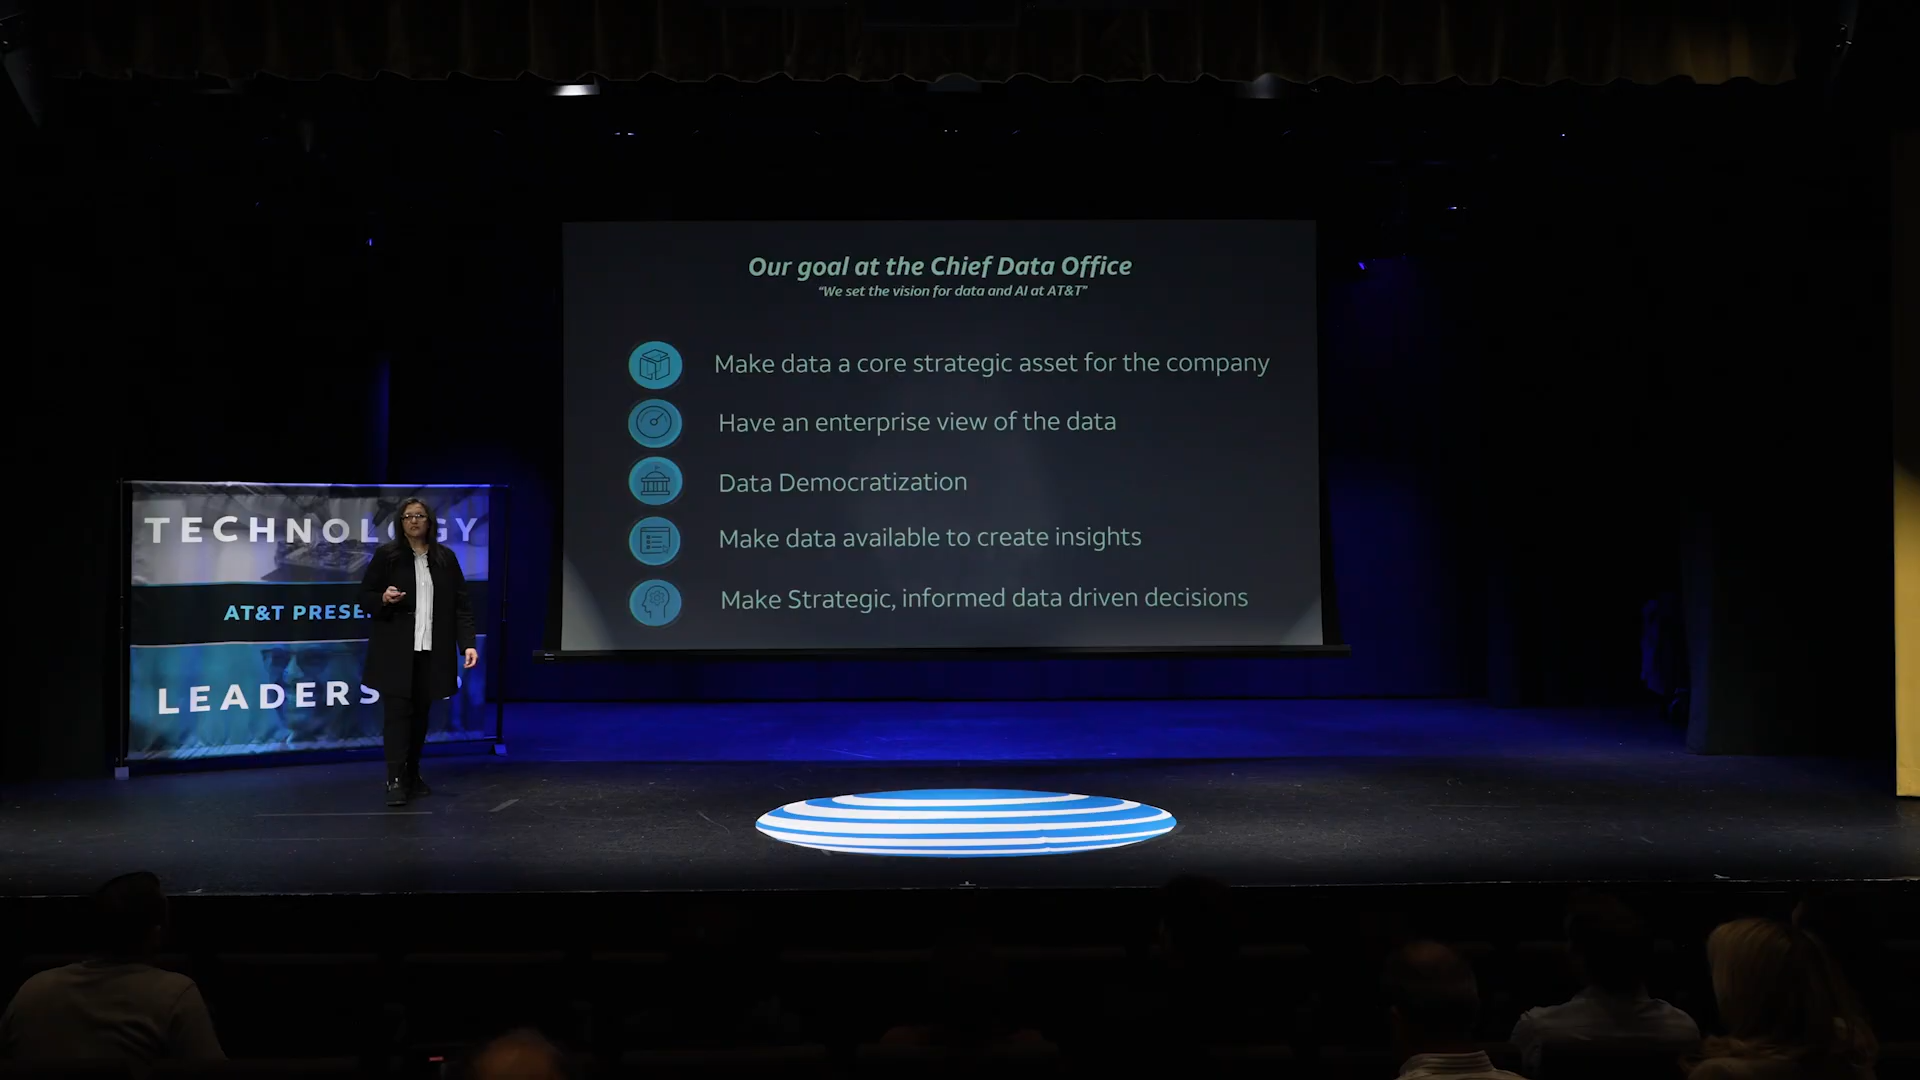 Our goal at the Chief Data Office
“We set the vision for data and AI at AT&T”
Make data a core strategic asset for the company
Have an enterprise view of the data
Data Democratization
Make data available to create insights
Make Strategic, informed data driven decisions
TECHNOLOGY
AT&T PRESE
LEADERS P